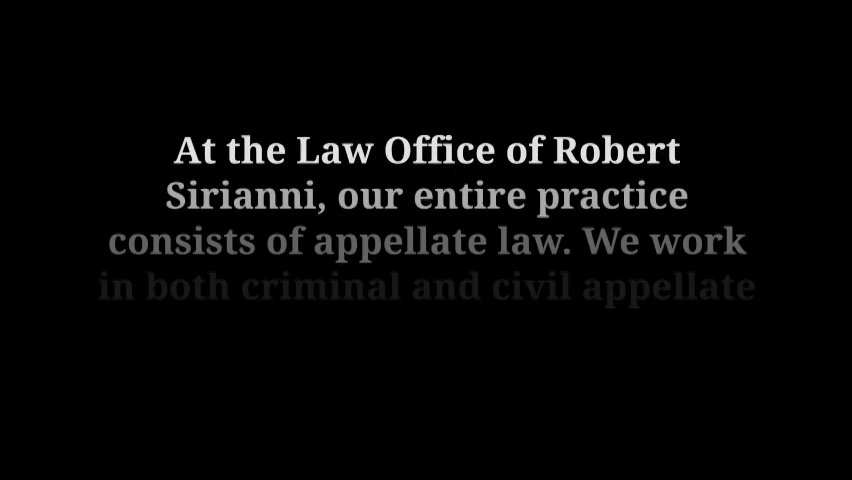 At the Law Office of Robert
Sirianni, our entire practice
consists of appellate law. We work
in both criminal and civil appellate